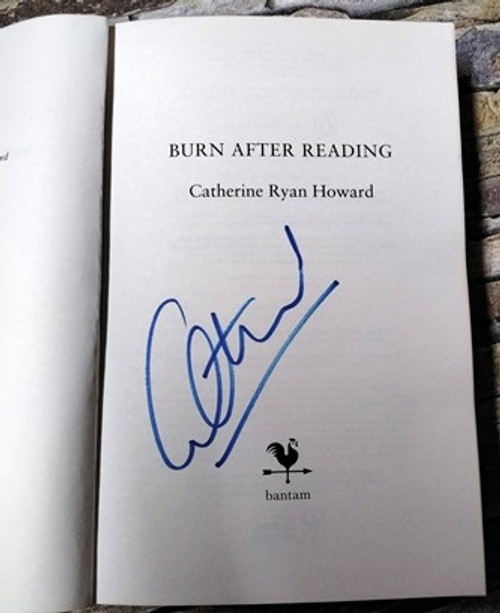 BURN AFTER READING
Catherine Ryan Howard
bantam